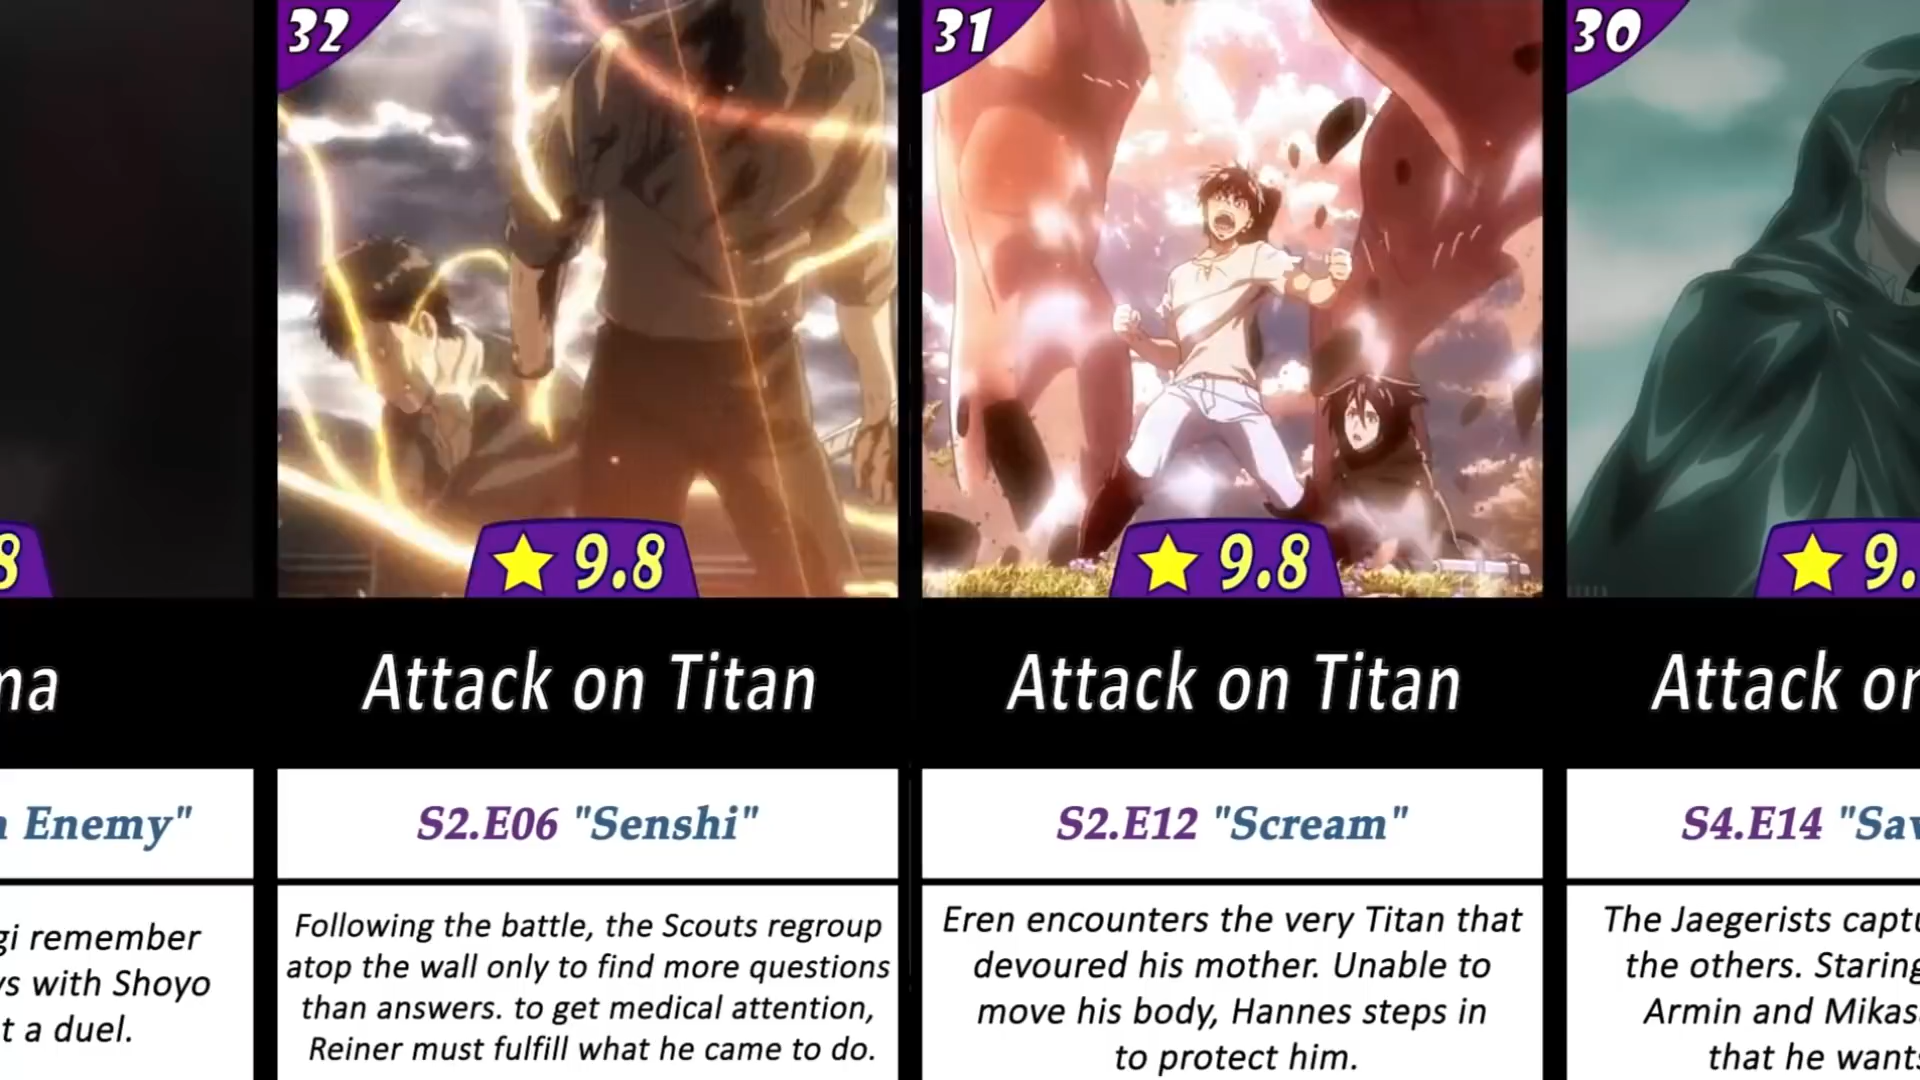 32
31
30
8
9.8
9.8
9.
na
Attack on Titan
Attack on Titan
Attack on
Enemy"
S2.E06 "Senshi"
S2.E12 "Scream"
S4.E14 "Sav
gi remember
ys with Shoyo
t a duel.
Following the battle, the Scouts regroup
atop the wall only to find more questions
than answers. to get medical attention,
Reiner must fulfill what he came to do.
Eren encounters the very Titan that
devoured his mother. Unable to
move his body, Hannes steps in
to protect him.
The Jaegerists captu
the others. Staring
Armin and Mikas
that he wants